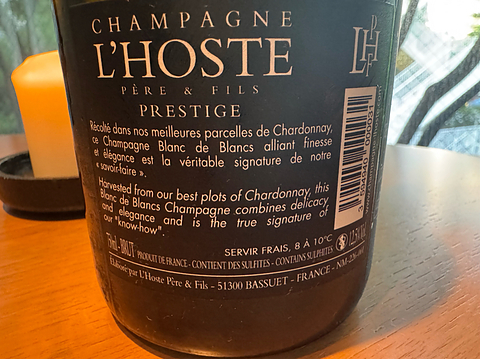 CHAMPAGNE
L'HOSTE
PÈRE & FILS
PRESTIGE
Récolté dans nos meilleures parcelles de Chardonnay,
ce Champagne Blanc de Blancs alliant finesse
et élégance est la véritable signature de notre
« savoir-faire ».
Harvested from our best plots of Chardonnay, this
Blanc de Blancs Champagne combines delicacy
and elegance and is the true signature of
our "know-how".
SERVIR FRAIS, 8 À 10°C
75cl - BRUT PRODUIT DE FRANCE - CONTIENT DES SULFITES - CONTAINS SULPHITES 12.5% Vol.
Élaboré par L'Hoste Père & Fils - 51300 BASSUET - FRANCE
LHPF